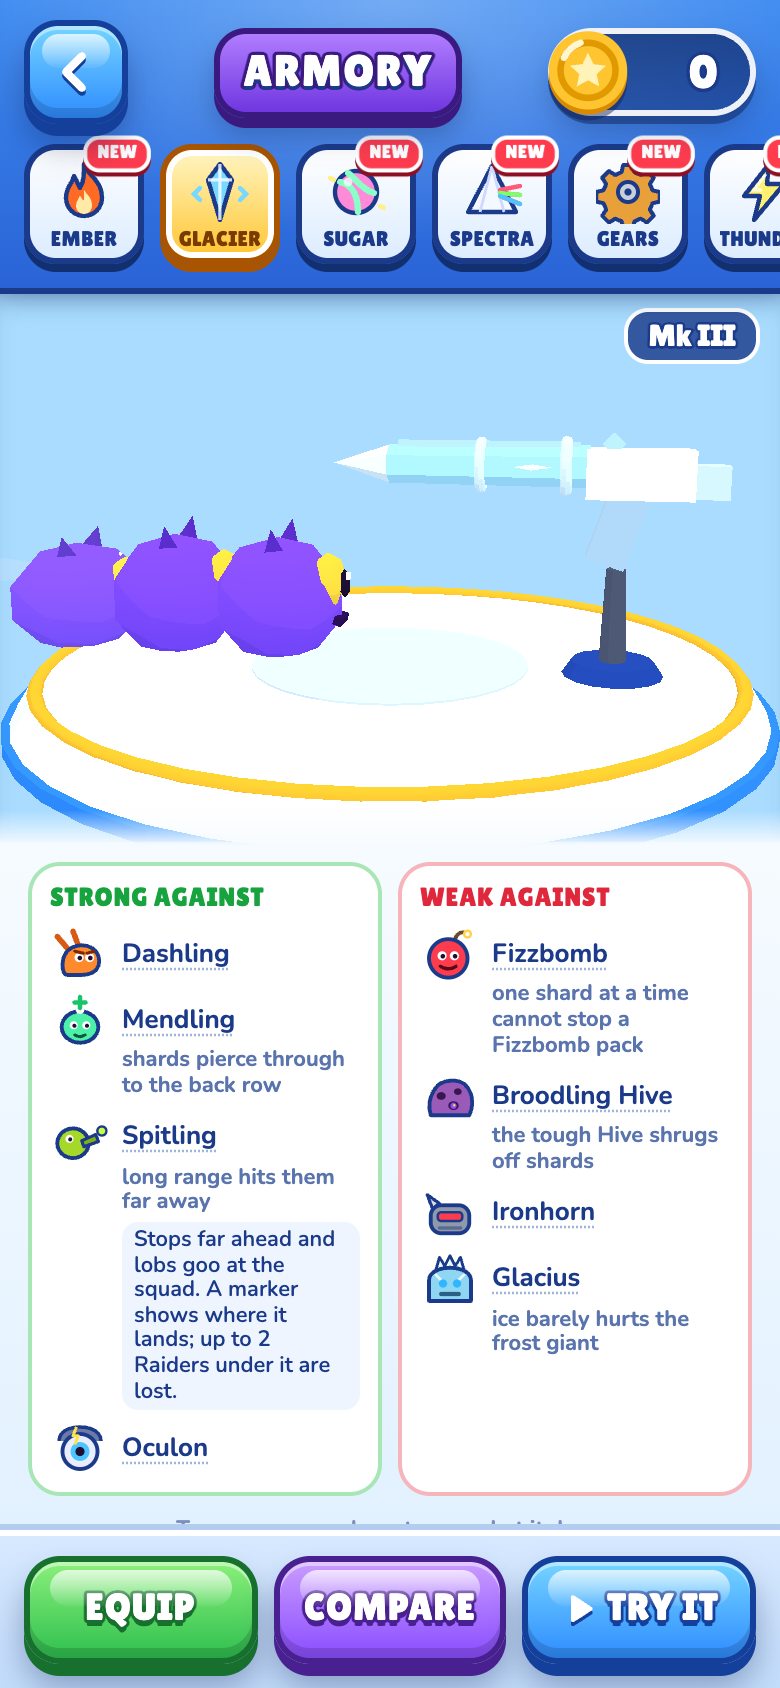 ARMORY
0
NEW
NEW
NEW
NEW
EMBER
GLACIER
SUGAR
SPECTRA
GEARS
THUND
Mk III
STRONG AGAINST
Dashling
Mendling
shards pierce through
to the back row
Spitling
long range hits them
far away
Stops far ahead and
lobs goo at the
squad. A marker
shows where it
lands; up to 2
Raiders under it are
lost.
Oculon
WEAK AGAINST
Fizzbomb
one shard at a time
cannot stop a
Fizzbomb pack
Broodling Hive
the tough Hive shrugs
off shards
Ironhorn
Glacius
ice barely hurts the
frost giant
EQUIP
COMPARE
TRY IT